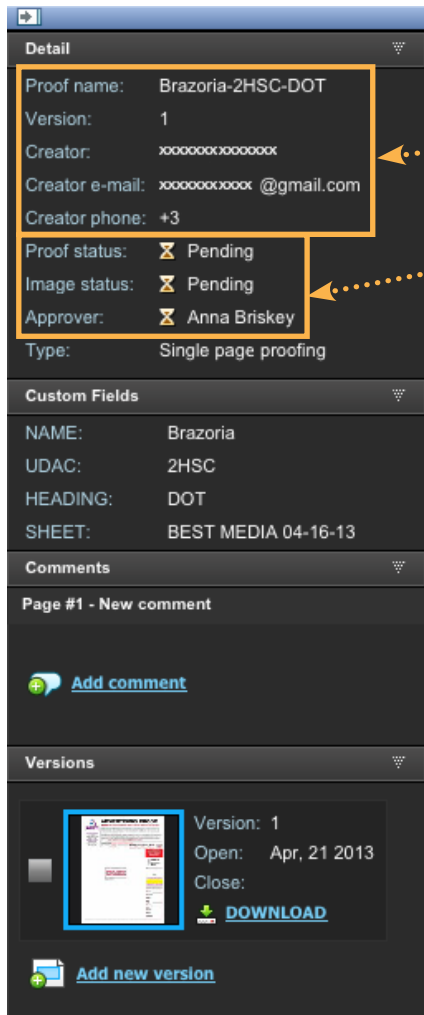 Detail
Proof name: Brazoria-2HSC-DOT
Version: 1
Creator: xxxxxxxxxxxxxxx
Creator e-mail: xxxxxxxxxxxx @gmail.com
Creator phone: +3
Proof status: Pending
Image status: Pending
Approver: Anna Briskey
Type: Single page proofing
Custom Fields
NAME: Brazoria
UDAC: 2HSC
HEADING: DOT
SHEET: BEST MEDIA 04-16-13
Comments
Page #1 - New comment
Add comment
Versions
Version: 1
Open: Apr, 21 2013
Close:
DOWNLOAD
Add new version